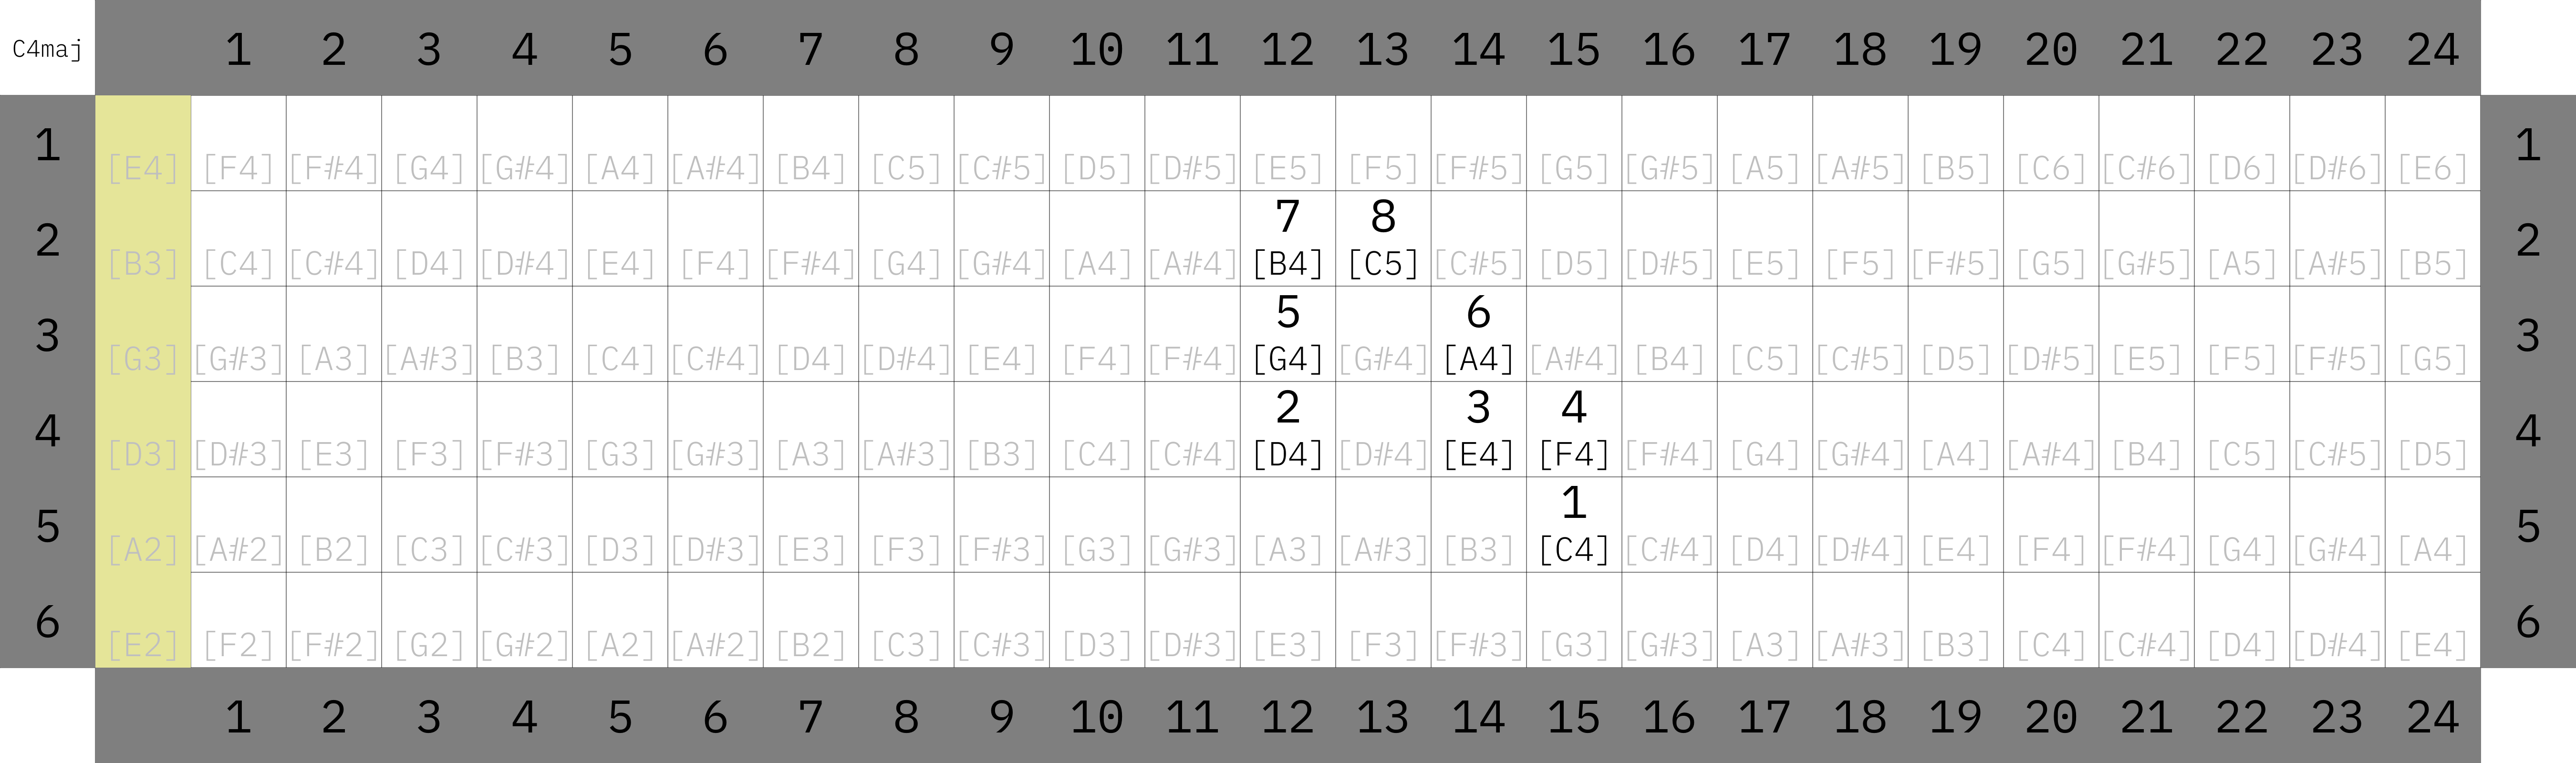 C4maj 1 2 3 4 5 6 7 8 9 10 11 12 13 14 15 16 17 18 19 20 21 22 23 24
1 [E4] [F4] [F#4] [G4] [G#4] [A4] [A#4] [B4] [C5] [C#5] [D5] [D#5] [E5] [F5] [F#5] [G5] [G#5] [A5] [A#5] [B5] [C6] [C#6] [D6] [D#6] [E6] 1
7 8
2 [B3] [C4] [C#4] [D4] [D#4] [E4] [F4] [F#4] [G4] [G#4] [A4] [A#4] [B4] [C5] [C#5] [D5] [D#5] [E5] [F5] [F#5] [G5] [G#5] [A5] [A#5] [B5] 2
5 6
3 [G3] [G#3] [A3] [A#3] [B3] [C4] [C#4] [D4] [D#4] [E4] [F4] [F#4] [G4] [G#4] [A4] [A#4] [B4] [C5] [C#5] [D5] [D#5] [E5] [F5] [F#5] [G5] 3
2 3 4
4 [D3] [D#3] [E3] [F3] [F#3] [G3] [G#3] [A3] [A#3] [B3] [C4] [C#4] [D4] [D#4] [E4] [F4] [F#4] [G4] [G#4] [A4] [A#4] [B4] [C5] [C#5] [D5] 4
1
5 [A2] [A#2] [B2] [C3] [C#3] [D3] [D#3] [E3] [F3] [F#3] [G3] [G#3] [A3] [A#3] [B3] [C4] [C#4] [D4] [D#4] [E4] [F4] [F#4] [G4] [G#4] [A4] 5
6 [E2] [F2] [F#2] [G2] [G#2] [A2] [A#2] [B2] [C3] [C#3] [D3] [D#3] [E3] [F3] [F#3] [G3] [G#3] [A3] [A#3] [B3] [C4] [C#4] [D4] [D#4] [E4] 6
1 2 3 4 5 6 7 8 9 10 11 12 13 14 15 16 17 18 19 20 21 22 23 24